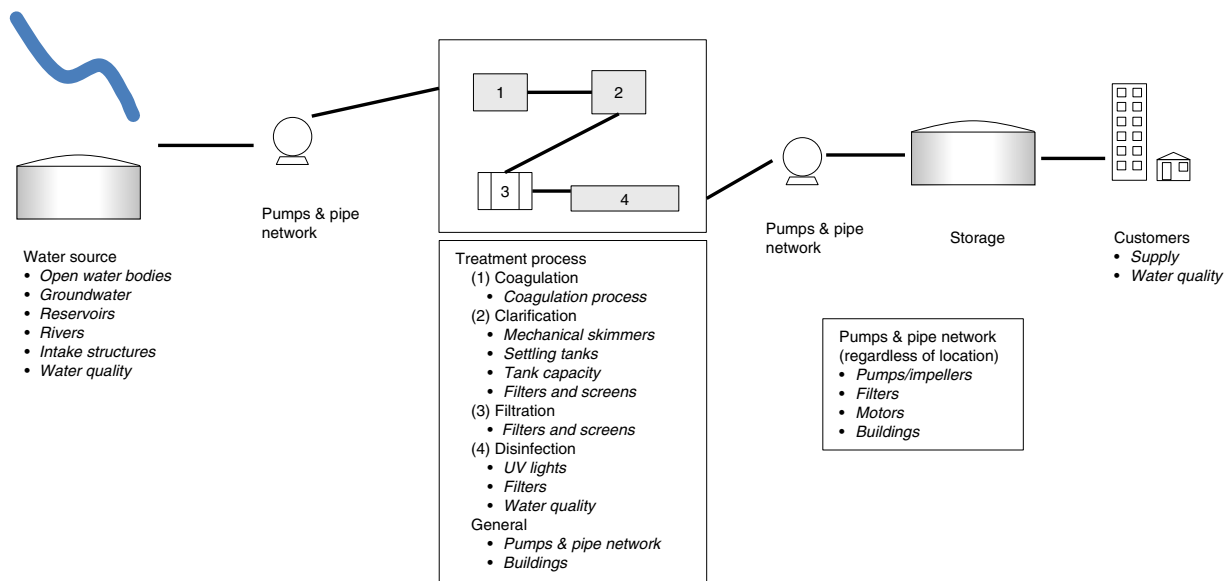 1
2
3
4
Pumps & pipe
network
Water source
• Open water bodies
• Groundwater
• Reservoirs
• Rivers
• Intake structures
• Water quality
Treatment process
(1) Coagulation
• Coagulation process
(2) Clarification
• Mechanical skimmers
• Settling tanks
• Tank capacity
• Filters and screens
(3) Filtration
• Filters and screens
(4) Disinfection
• UV lights
• Filters
• Water quality
General
• Pumps & pipe network
• Buildings
Pumps & pipe
network
Storage
Customers
• Supply
• Water quality
Pumps & pipe network
(regardless of location)
• Pumps/impellers
• Filters
• Motors
• Buildings